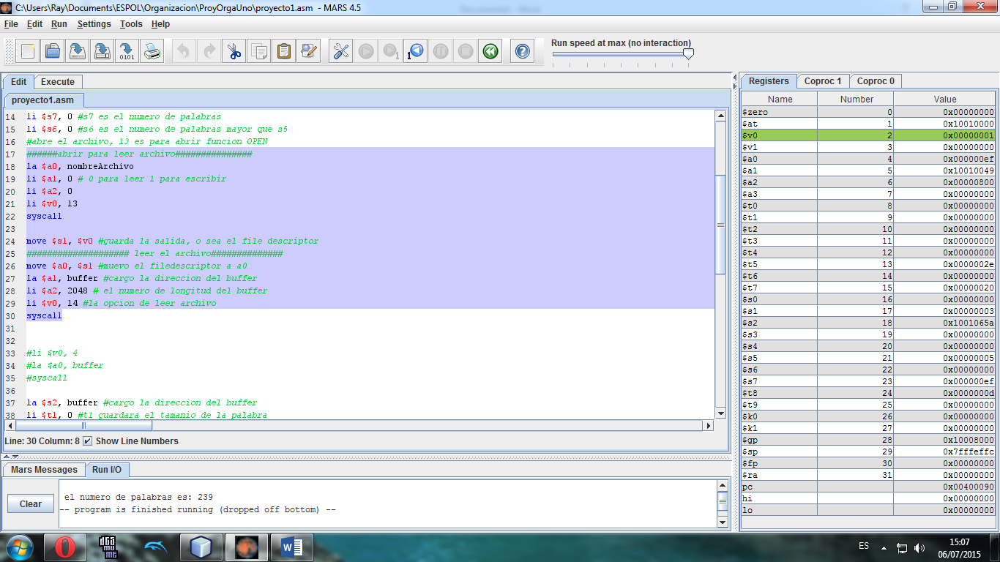 C:\Users\Ray\Documents\ESPOL\Organizacion\ProyOrgaUno\proyecto1.asm - MARS 4.5
File Edit Run Settings Tools Help
Run speed at max (no interaction)
Edit Execute
proyecto1.asm
14 li $s7, 0 #s7 es el numero de palabras
15 li $s6, 0 #s6 es el numero de palabras mayor que s5
16 #abre el archivo, 13 es para abrir funcion OPEN
17 ######abrir para leer archivo###############
18 la $a0, nombreArchivo
19 li $a1, 0 # 0 para leer 1 para escribir
20 li $a2, 0
21 li $v0, 13
22 syscall
23
24 move $s1, $v0 #guarda la salida, o sea el file descriptor
25 #################### leer el archivo##############
26 move $a0, $s1 #muevo el filedescriptor a a0
27 la $a1, buffer #cargo la direccion del buffer
28 li $a2, 2048 # el numero de longitud del buffer
29 li $v0, 14 #la opcion de leer archivo
30 syscall
31
32
33 #li $v0, 4
34 #la $a0, buffer
35 #syscall
36
37 la $s2, buffer #cargo la direccion del buffer
38 li $t1, 0 #t1 guardara el tamanio de la palabra
Line: 30 Column: 8 Show Line Numbers
Mars Messages Run I/O
Clear
el numero de palabras es: 239
-- program is finished running (dropped off bottom) --
Registers Coproc 1 Coproc 0
Name Number Value
$zero 0 0x00000000
$at 1 0x10010000
$v0 2 0x00000001
$v1 3 0x00000000
$a0 4 0x000000ef
$a1 5 0x10010049
$a2 6 0x00000800
$a3 7 0x00000000
$t0 8 0x00000000
$t1 9 0x00000000
$t2 10 0x00000000
$t3 11 0x00000000
$t4 12 0x00000000
$t5 13 0x0000002e
$t6 14 0x00000000
$t7 15 0x00000020
$s0 16 0x00000000
$s1 17 0x00000003
$s2 18 0x1001065a
$s3 19 0x00000000
$s4 20 0x00000000
$s5 21 0x00000005
$s6 22 0x00000000
$s7 23 0x000000ef
$t8 24 0x0000000d
$t9 25 0x00000000
$k0 26 0x00000000
$k1 27 0x00000000
$gp 28 0x10008000
$sp 29 0x7fffeffc
$fp 30 0x00000000
$ra 31 0x00000000
pc 0x00400090
hi 0x00000000
lo 0x00000000
ES
15:07
06/07/2015